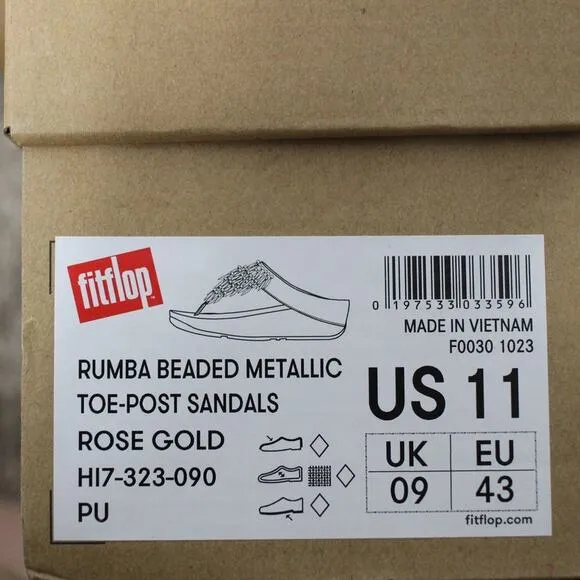 fitflop™
0 197533 033596
MADE IN VIETNAM
F0030 1023
RUMBA BEADED METALLIC
TOE-POST SANDALS
ROSE GOLD
HI7-323-090
PU
US 11
UK EU
09 43
fitflop.com